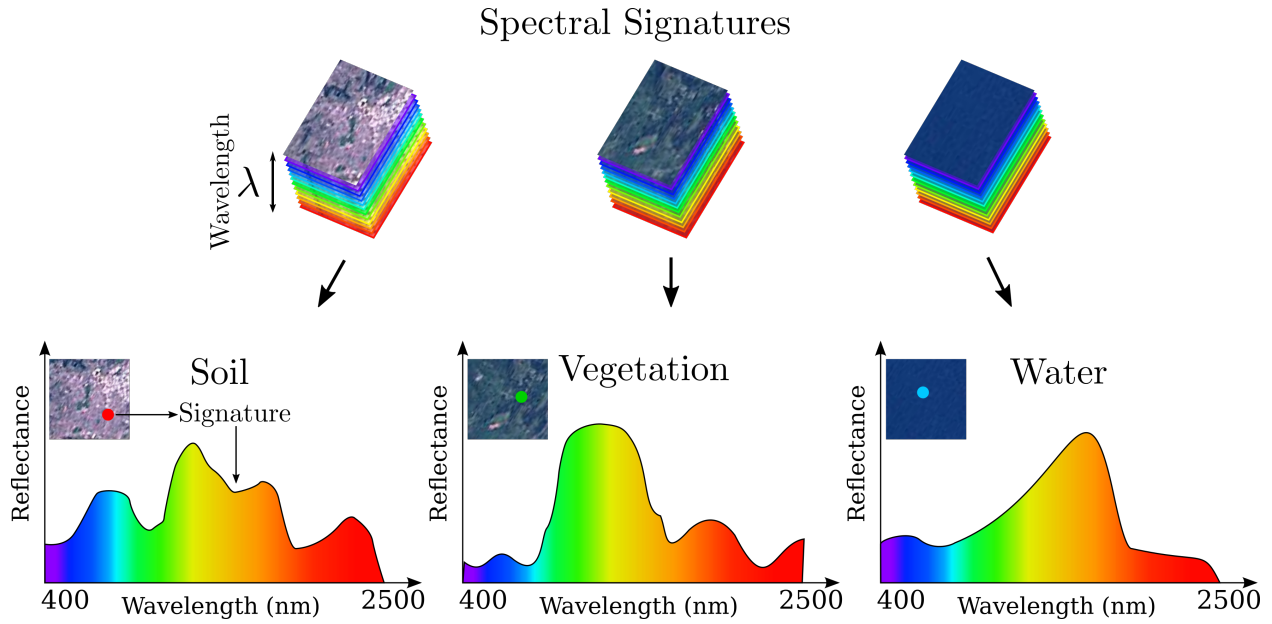 Spectral Signatures
Wavelength
λ
Soil
Signature
Reflectance
400
Wavelength (nm)
2500
Vegetation
Reflectance
400
Wavelength (nm)
2500
Water
Reflectance
400
Wavelength (nm)
2500